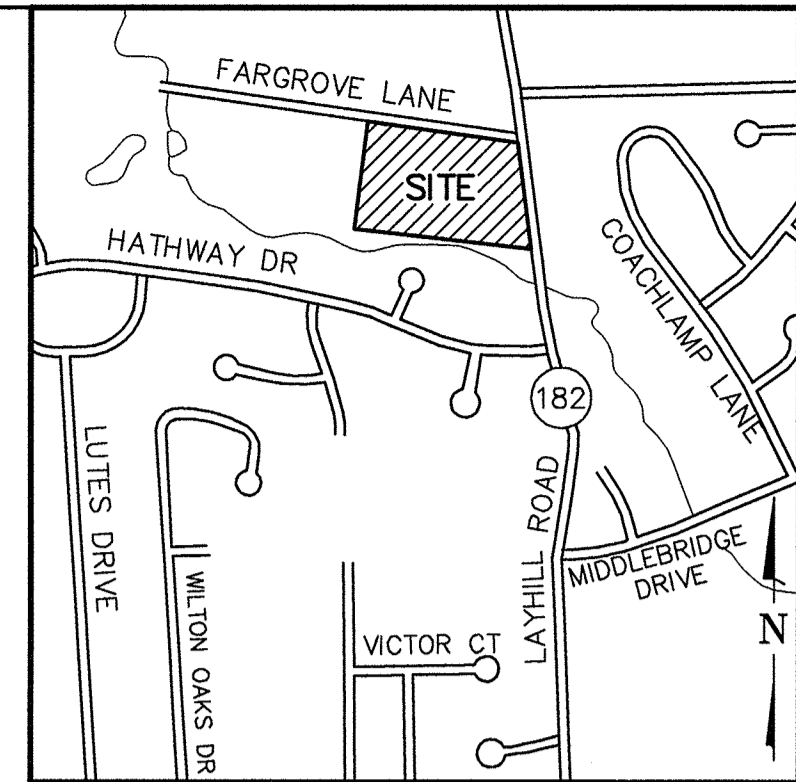 FARGROVE LANE
SITE
HATHWAY DR
COACHLAMP LANE
182
LUTES DRIVE
LAYHILL ROAD
MIDDLEBRIDGE
DRIVE
WILTON OAKS DR
VICTOR CT
N